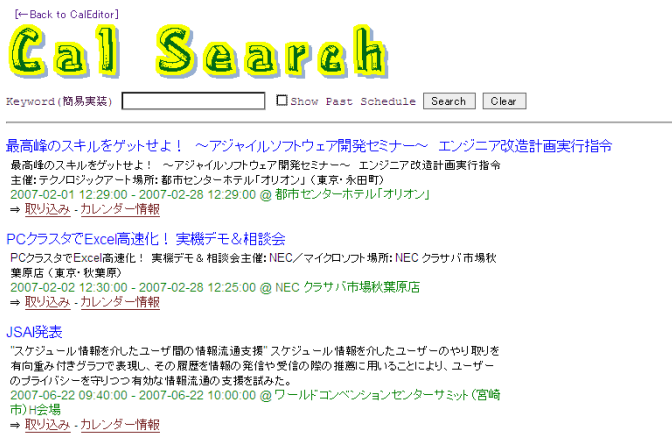 [←Back to CalEditor]
Cal Search
Keyword(簡易実装) Show Past Schedule Search Clear
最高峰のスキルをゲットせよ！ ～アジャイルソフトウェア開発セミナー～ エンジニア改造計画実行指令
最高峰のスキルをゲットせよ！ ～アジャイルソフトウェア開発セミナー～ エンジニア改造計画実行指令
主催：テクノロジックアート場所：都市センターホテル「オリオン」（東京・永田町）
2007-02-01 12:29:00 - 2007-02-28 12:29:00 @ 都市センターホテル「オリオン」
⇒ 取り込み - カレンダー情報
PCクラスタでExcel高速化！ 実機デモ＆相談会
PCクラスタでExcel高速化！ 実機デモ＆相談会主催：NEC／マイクロソフト場所：NEC クラサバ市場秋
葉原店（東京・秋葉原）
2007-02-02 12:30:00 - 2007-02-28 12:25:00 @ NEC クラサバ市場秋葉原店
⇒ 取り込み - カレンダー情報
JSAI発表
"スケジュール情報を介したユーザ間の情報流通支援" スケジュール情報を介したユーザーのやり取りを
有向重み付きグラフで表現し、その履歴を情報の発信や受信の際の推薦に用いることにより、ユーザー
のプライバシーを守りつつ有効な情報流通の支援を試みた。
2007-06-22 09:40:00 - 2007-06-22 10:00:00 @ ワールドコンベンションセンターサミット（宮崎
市）H会場
⇒ 取り込み - カレンダー情報